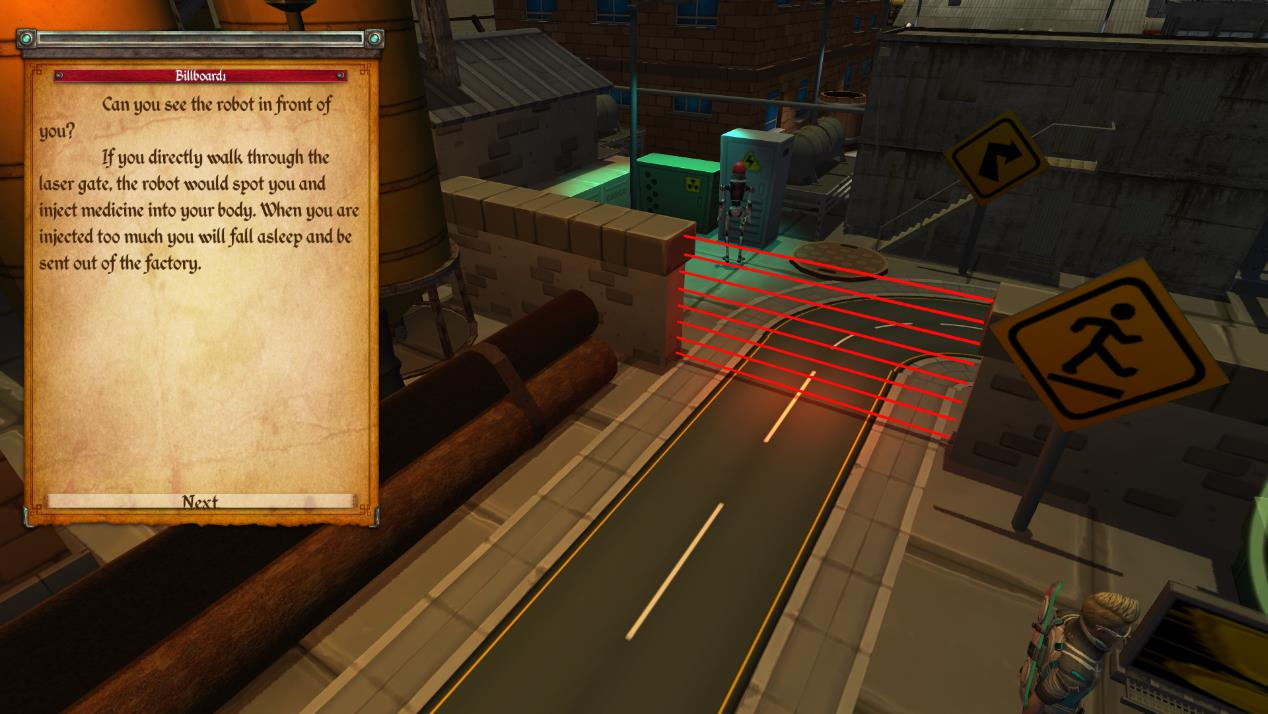 Billboard1
Can you see the robot in front of
you?
If you directly walk through the
laser gate, the robot would spot you and
inject medicine into your body. When you are
injected too much you will fall asleep and be
sent out of the factory.
Next